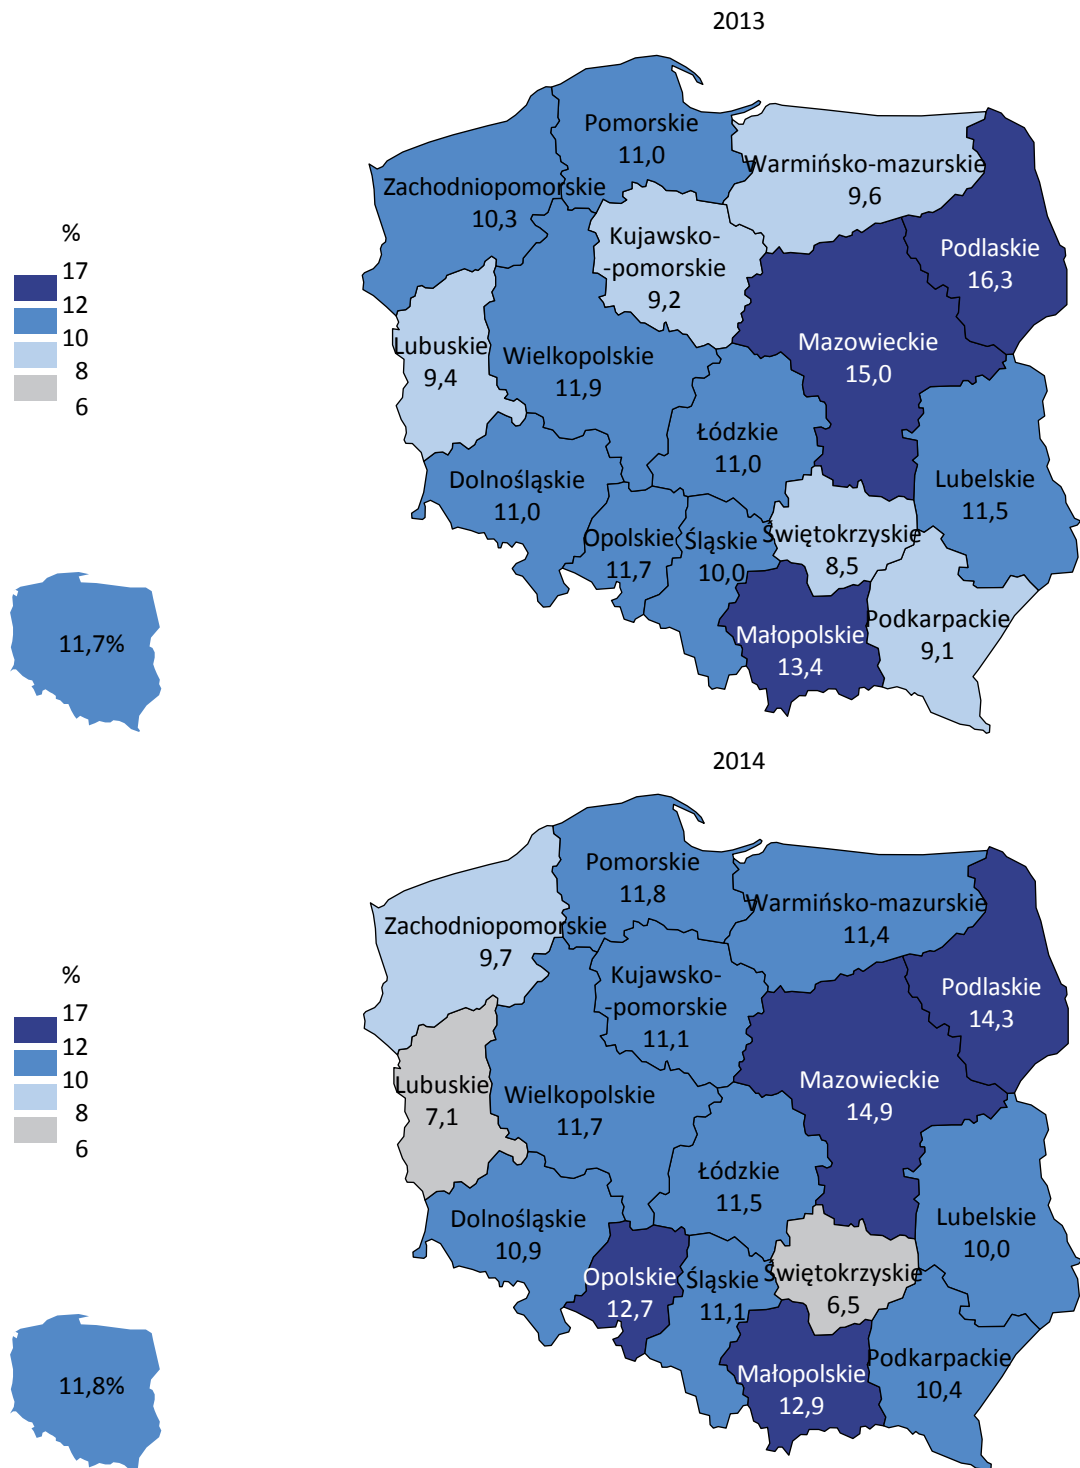 2013
Pomorskie
11,0
Warmińsko-mazurskie
9,6
Zachodniopomorskie
10,3
Kujawsko-
-pomorskie
9,2
Podlaskie
16,3
%
17
12
10
8
6
Lubuskie
9,4
Wielkopolskie
11,9
Mazowieckie
15,0
Łódzkie
11,0
Dolnośląskie
11,0
Lubelskie
11,5
Opolskie
11,7
Śląskie
10,0
Świętokrzyskie
8,5
Małopolskie
13,4
Podkarpackie
9,1
11,7%
2014
Pomorskie
11,8
Warmińsko-mazurskie
11,4
Zachodniopomorskie
9,7
Kujawsko-
-pomorskie
11,1
Podlaskie
14,3
%
17
12
10
8
6
Lubuskie
7,1
Wielkopolskie
11,7
Mazowieckie
14,9
Łódzkie
11,5
Dolnośląskie
10,9
Lubelskie
10,0
Opolskie
12,7
Śląskie
11,1
Świętokrzyskie
6,5
Małopolskie
12,9
Podkarpackie
10,4
11,8%